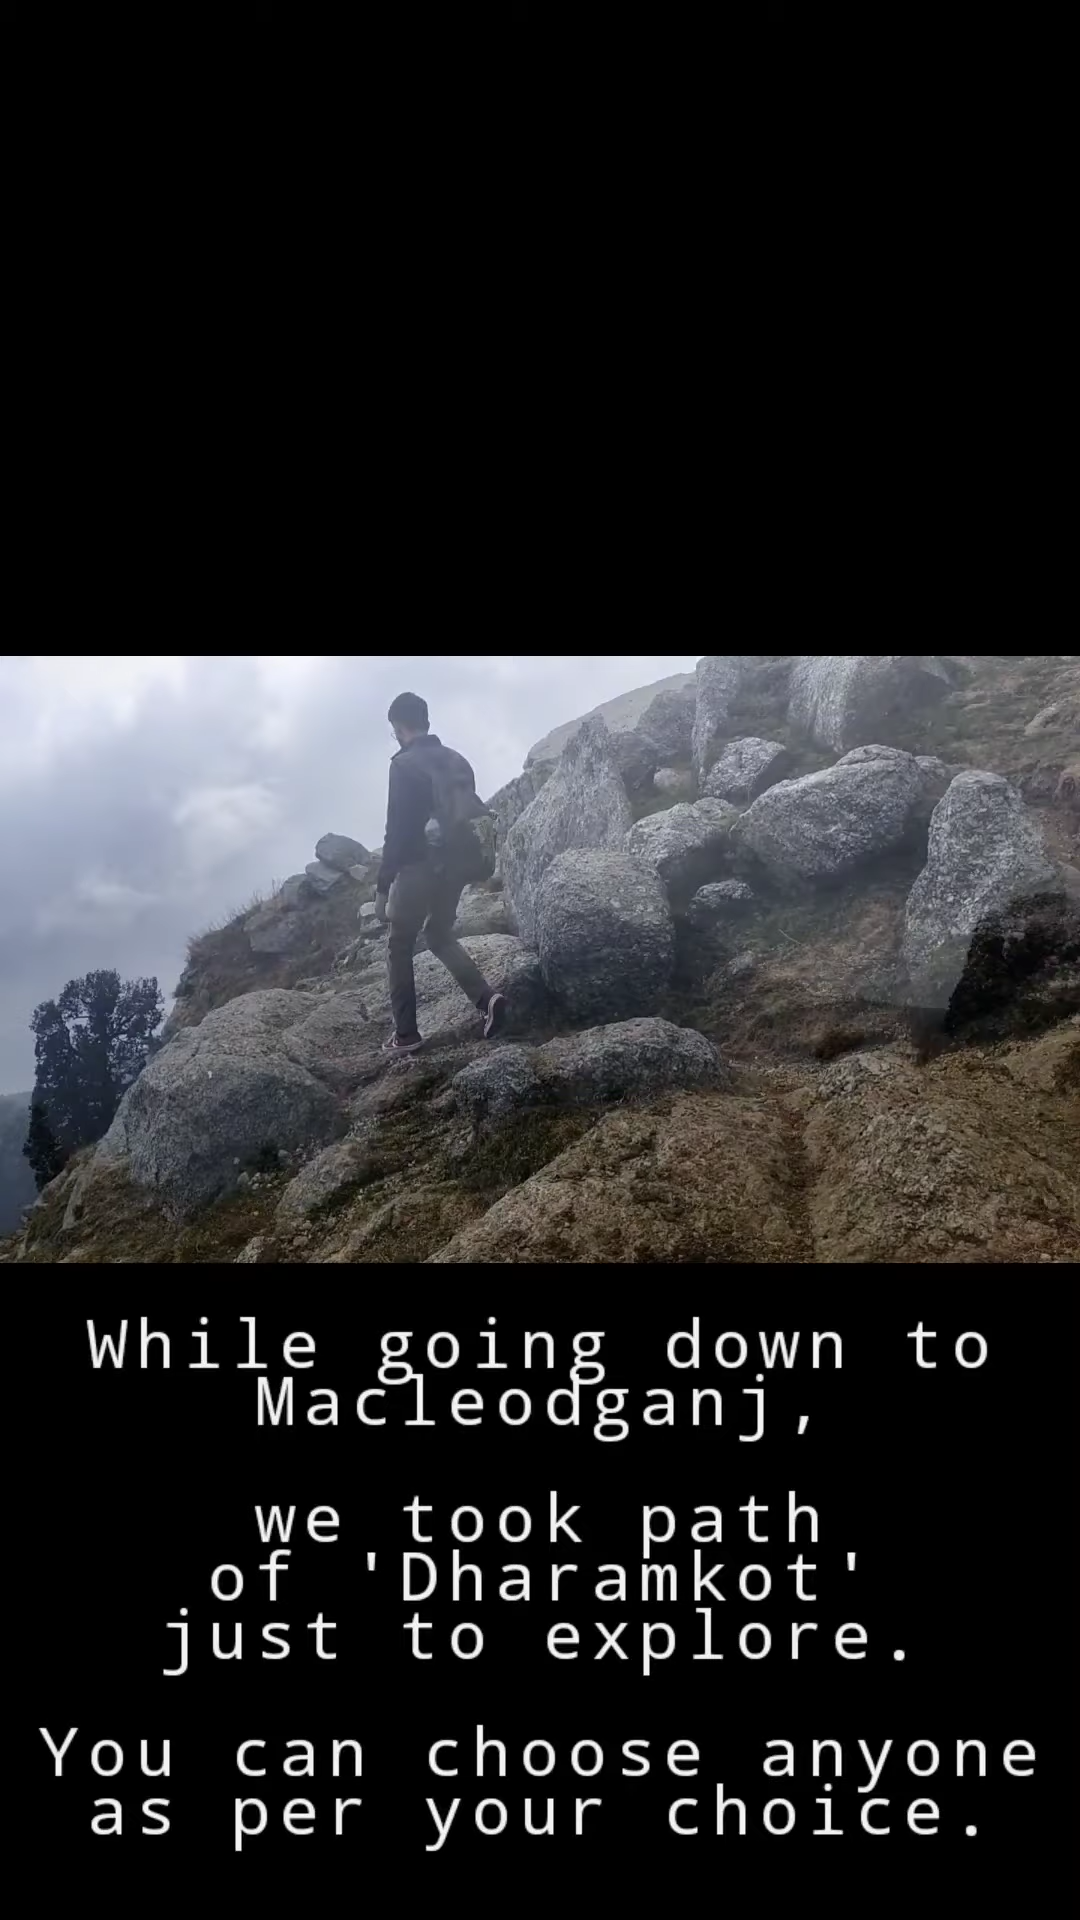 While going down to
Macleodganj,
we took path
of 'Dharamkot'
just to explore.
You can choose anyone
as per your choice.